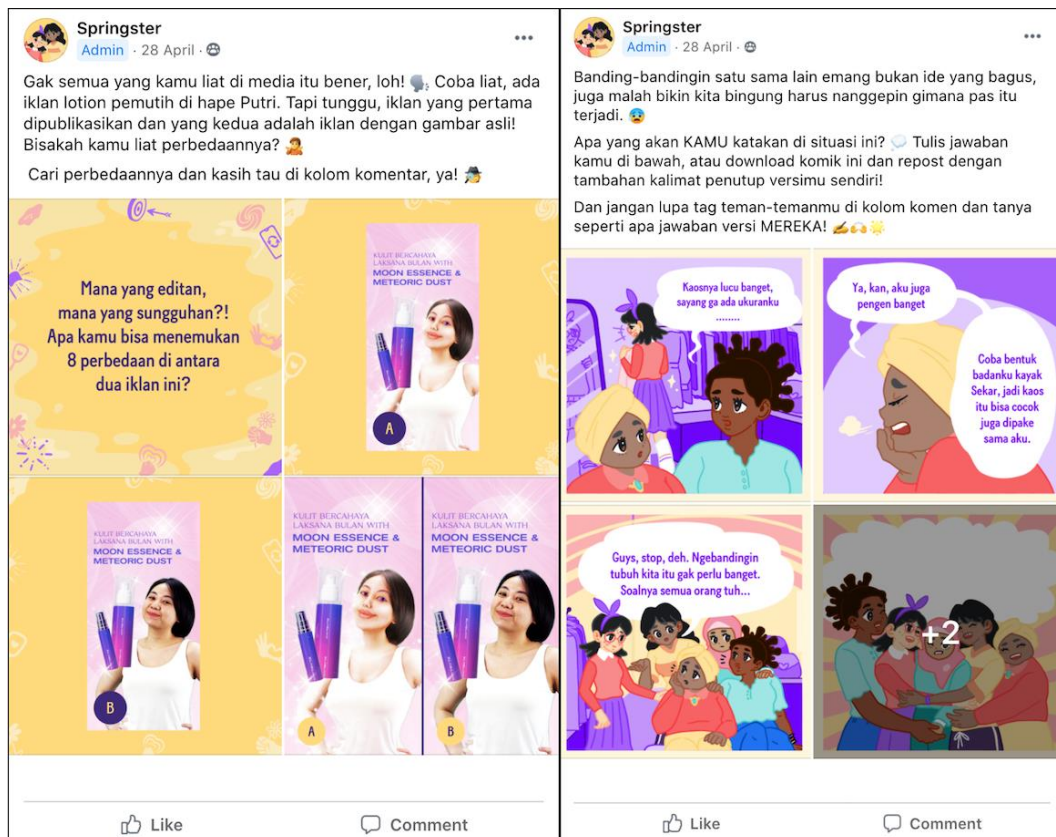 Springster
Admin · 28 April ·
Gak semua yang kamu liat di media itu bener, loh! 🗣️ Coba liat, ada
iklan lotion pemutih di hape Putri. Tapi tunggu, iklan yang pertama
dipublikasikan dan yang kedua adalah iklan dengan gambar asli!
Bisakah kamu liat perbedaannya?
Cari perbedaannya dan kasih tau di kolom komentar, ya!
Mana yang editan,
mana yang sungguhan?!
Apa kamu bisa menemukan
8 perbedaan di antara
dua iklan ini?
KULIT BERCAHAYA
LAKSANA BULAN WITH
MOON ESSENCE &
METEORIC DUST
A
KULIT BERCAHAYA
LAKSANA BULAN WITH
MOON ESSENCE &
METEORIC DUST
B
KULIT BERCAHAYA
LAKSANA BULAN WITH
MOON ESSENCE &
METEORIC DUST
A
KULIT BERCAHAYA
LAKSANA BULAN WITH
MOON ESSENCE &
METEORIC DUST
B
Like
Comment
Springster
Admin · 28 April ·
Banding-bandingin satu sama lain emang bukan ide yang bagus,
juga malah bikin kita bingung harus nanggepin gimana pas itu
terjadi. 😰
Apa yang akan KAMU katakan di situasi ini? 💭 Tulis jawaban
kamu di bawah, atau download komik ini dan repost dengan
tambahan kalimat penutup versimu sendiri!
Dan jangan lupa tag teman-temanmu di kolom komen dan tanya
seperti apa jawaban versi MEREKA! ✍🏾🙌🏾🌟
Kaosnya lucu banget,
sayang ga ada ukuranku
........
Ya, kan, aku juga
pengen banget
Coba bentuk
badanku kayak
Sekar, jadi kaos
itu bisa cocok
juga dipake
sama aku.
Guys, stop, deh. Ngebandingin
tubuh kita itu gak perlu banget.
Soalnya semua orang tuh...
+2
Like
Comment